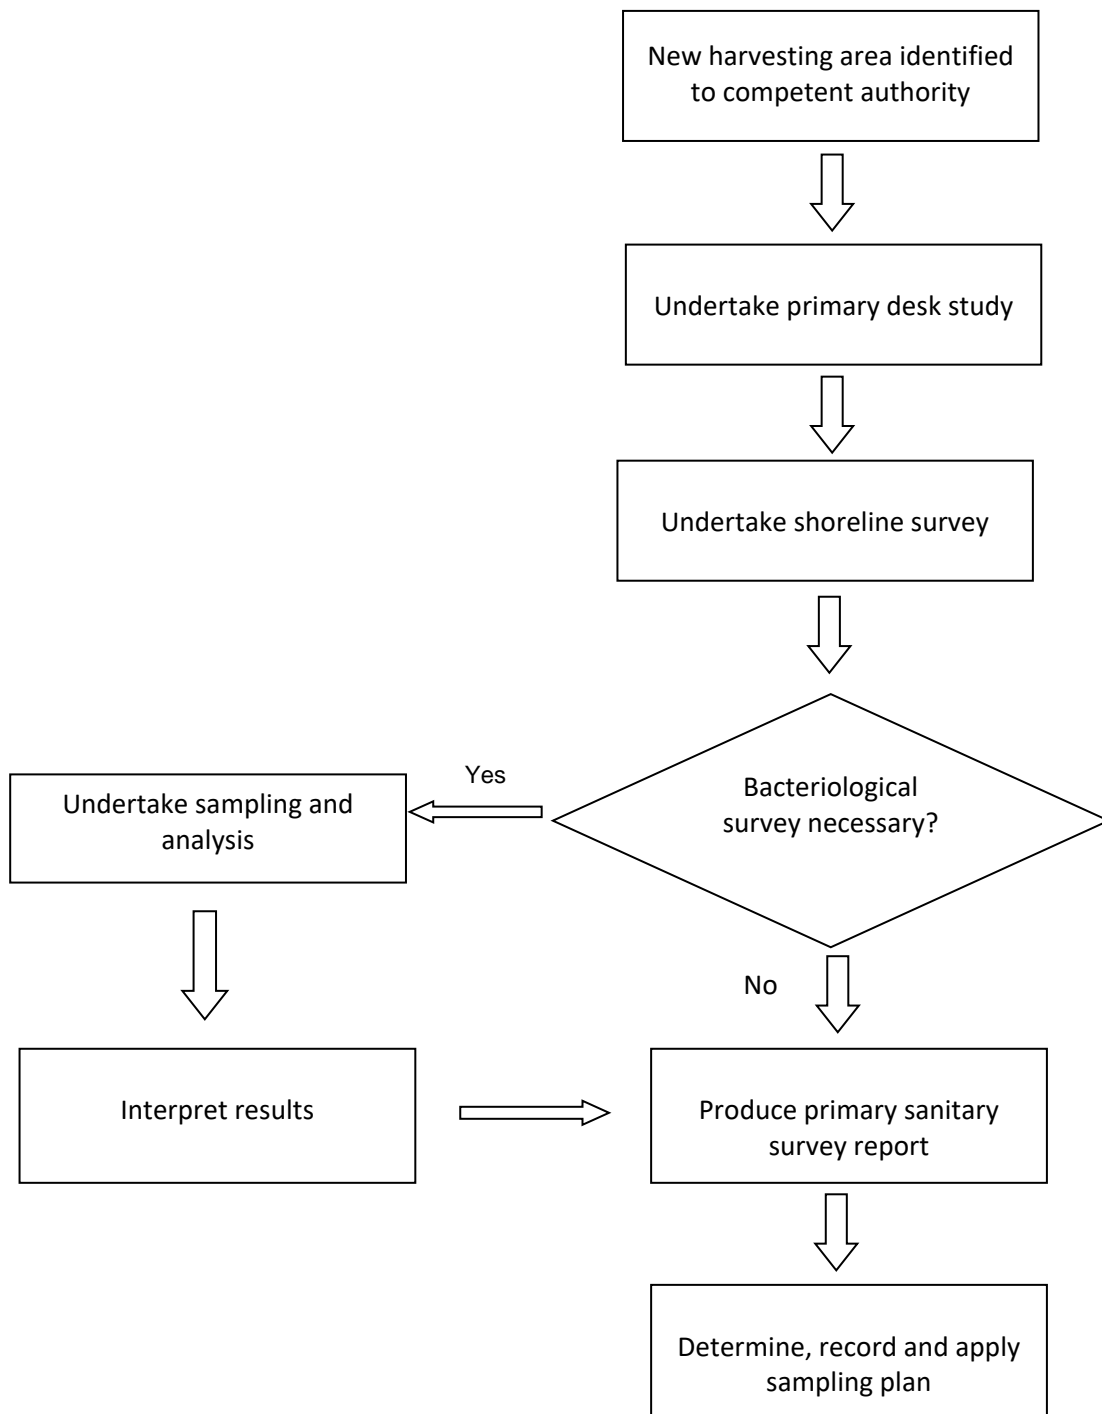 New harvesting area identified
to competent authority
Undertake primary desk study
Undertake shoreline survey
Bacteriological
survey necessary?
Yes
Undertake sampling and
analysis
No
Interpret results
Produce primary sanitary
survey report
Determine, record and apply
sampling plan